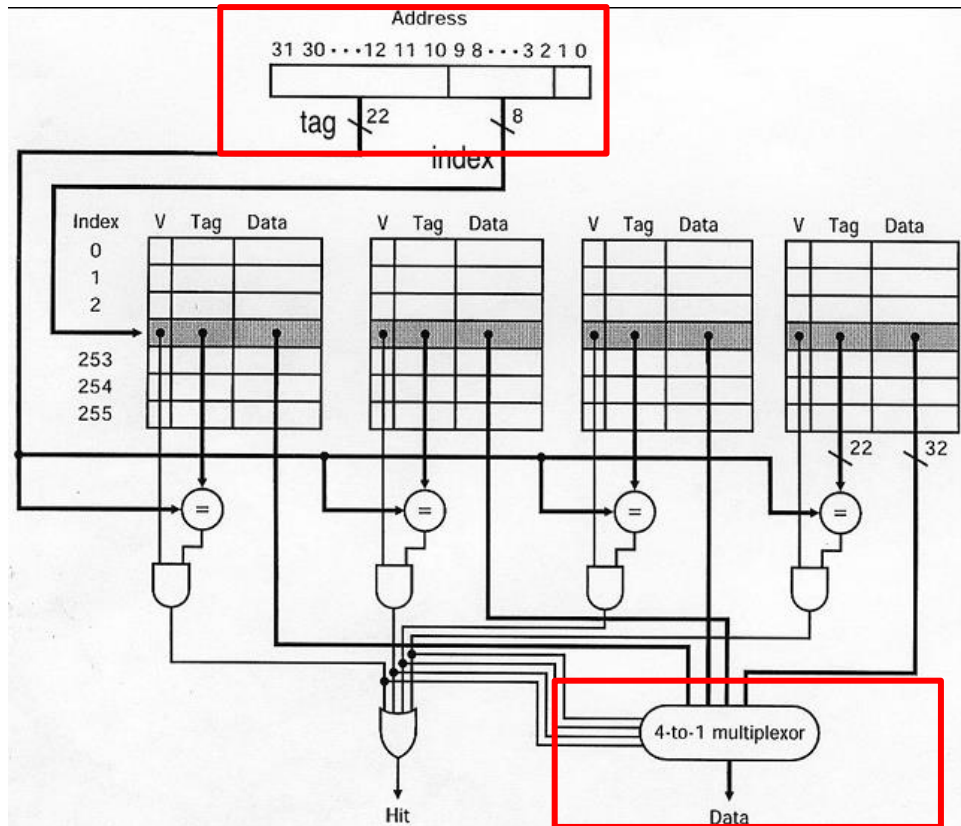 Address
31 30 ··· 12 11 10 9 8 ··· 3 2 1 0
tag 22 8
index
Index V Tag Data V Tag Data V Tag Data V Tag Data
0
1
2
253
254
255
22 32
= = = =
4-to-1 multiplexor
Hit Data